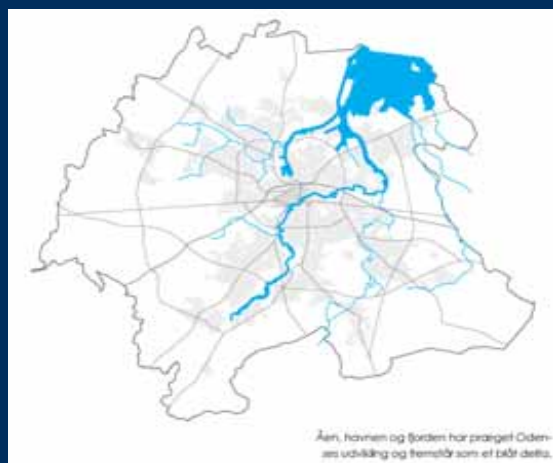 Åen, havnen og fjorden har præget Oden-
ses udvikling og fremstår som et blåt delta.